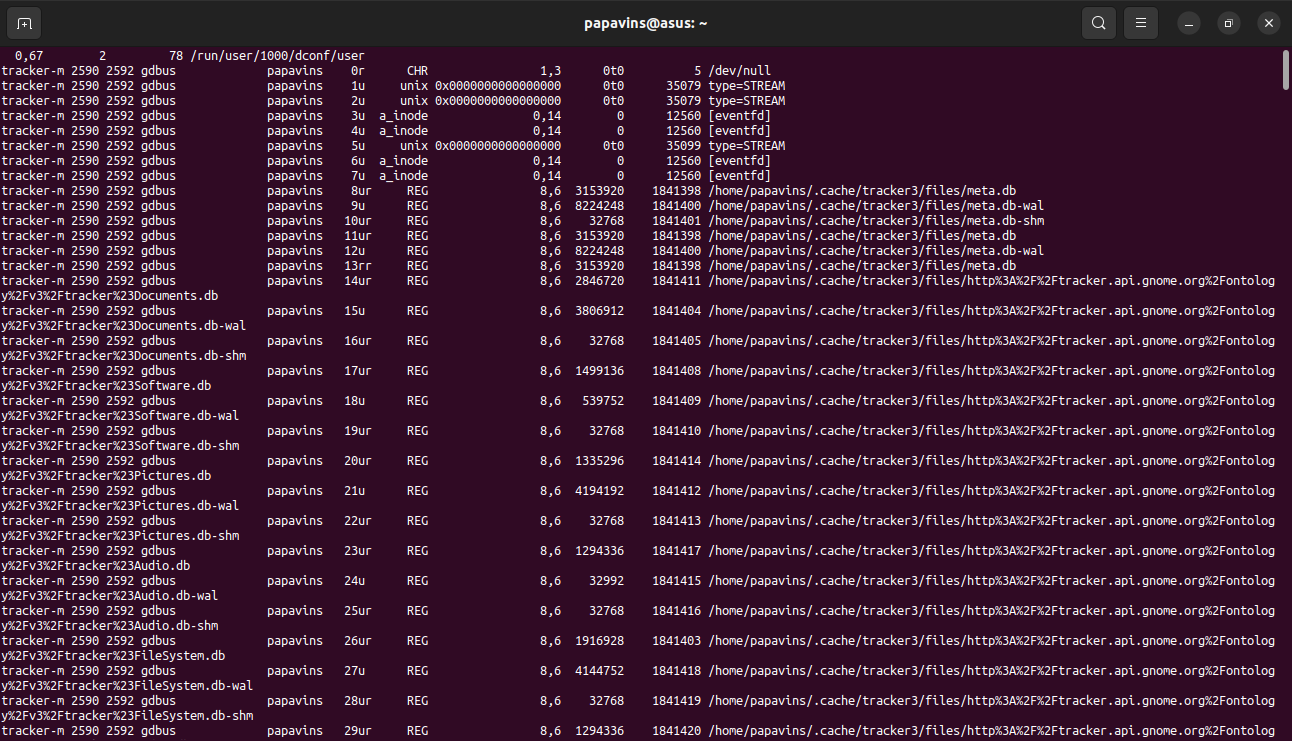 papavins@asus: ~
0,67 2 78 /run/user/1000/dconf/user
tracker-m 2590 2592 gdbus papavins 0r CHR 1,3 0t0 5 /dev/null
tracker-m 2590 2592 gdbus papavins 1u unix 0x0000000000000000 0t0 35079 type=STREAM
tracker-m 2590 2592 gdbus papavins 2u unix 0x0000000000000000 0t0 35079 type=STREAM
tracker-m 2590 2592 gdbus papavins 3u a_inode 0,14 0 12560 [eventfd]
tracker-m 2590 2592 gdbus papavins 4u a_inode 0,14 0 12560 [eventfd]
tracker-m 2590 2592 gdbus papavins 5u unix 0x0000000000000000 0t0 35099 type=STREAM
tracker-m 2590 2592 gdbus papavins 6u a_inode 0,14 0 12560 [eventfd]
tracker-m 2590 2592 gdbus papavins 7u a_inode 0,14 0 12560 [eventfd]
tracker-m 2590 2592 gdbus papavins 8ur REG 8,6 3153920 1841398 /home/papavins/.cache/tracker3/files/meta.db
tracker-m 2590 2592 gdbus papavins 9u REG 8,6 8224248 1841400 /home/papavins/.cache/tracker3/files/meta.db-wal
tracker-m 2590 2592 gdbus papavins 10ur REG 8,6 32768 1841401 /home/papavins/.cache/tracker3/files/meta.db-shm
tracker-m 2590 2592 gdbus papavins 11ur REG 8,6 3153920 1841398 /home/papavins/.cache/tracker3/files/meta.db
tracker-m 2590 2592 gdbus papavins 12u REG 8,6 8224248 1841400 /home/papavins/.cache/tracker3/files/meta.db-wal
tracker-m 2590 2592 gdbus papavins 13rr REG 8,6 3153920 1841398 /home/papavins/.cache/tracker3/files/meta.db
tracker-m 2590 2592 gdbus papavins 14ur REG 8,6 2846720 1841411 /home/papavins/.cache/tracker3/files/http%3A%2F%2Ftracker.api.gnome.org%2Fontolog
y%2Fv3%2Ftracker%23Documents.db
tracker-m 2590 2592 gdbus papavins 15u REG 8,6 3806912 1841404 /home/papavins/.cache/tracker3/files/http%3A%2F%2Ftracker.api.gnome.org%2Fontolog
y%2Fv3%2Ftracker%23Documents.db-wal
tracker-m 2590 2592 gdbus papavins 16ur REG 8,6 32768 1841405 /home/papavins/.cache/tracker3/files/http%3A%2F%2Ftracker.api.gnome.org%2Fontolog
y%2Fv3%2Ftracker%23Documents.db-shm
tracker-m 2590 2592 gdbus papavins 17ur REG 8,6 1499136 1841408 /home/papavins/.cache/tracker3/files/http%3A%2F%2Ftracker.api.gnome.org%2Fontolog
y%2Fv3%2Ftracker%23Software.db
tracker-m 2590 2592 gdbus papavins 18u REG 8,6 539752 1841409 /home/papavins/.cache/tracker3/files/http%3A%2F%2Ftracker.api.gnome.org%2Fontolog
y%2Fv3%2Ftracker%23Software.db-wal
tracker-m 2590 2592 gdbus papavins 19ur REG 8,6 32768 1841410 /home/papavins/.cache/tracker3/files/http%3A%2F%2Ftracker.api.gnome.org%2Fontolog
y%2Fv3%2Ftracker%23Software.db-shm
tracker-m 2590 2592 gdbus papavins 20ur REG 8,6 1335296 1841414 /home/papavins/.cache/tracker3/files/http%3A%2F%2Ftracker.api.gnome.org%2Fontolog
y%2Fv3%2Ftracker%23Pictures.db
tracker-m 2590 2592 gdbus papavins 21u REG 8,6 4194192 1841412 /home/papavins/.cache/tracker3/files/http%3A%2F%2Ftracker.api.gnome.org%2Fontolog
y%2Fv3%2Ftracker%23Pictures.db-wal
tracker-m 2590 2592 gdbus papavins 22ur REG 8,6 32768 1841413 /home/papavins/.cache/tracker3/files/http%3A%2F%2Ftracker.api.gnome.org%2Fontolog
y%2Fv3%2Ftracker%23Pictures.db-shm
tracker-m 2590 2592 gdbus papavins 23ur REG 8,6 1294336 1841417 /home/papavins/.cache/tracker3/files/http%3A%2F%2Ftracker.api.gnome.org%2Fontolog
y%2Fv3%2Ftracker%23Audio.db
tracker-m 2590 2592 gdbus papavins 24u REG 8,6 32992 1841415 /home/papavins/.cache/tracker3/files/http%3A%2F%2Ftracker.api.gnome.org%2Fontolog
y%2Fv3%2Ftracker%23Audio.db-wal
tracker-m 2590 2592 gdbus papavins 25ur REG 8,6 32768 1841416 /home/papavins/.cache/tracker3/files/http%3A%2F%2Ftracker.api.gnome.org%2Fontolog
y%2Fv3%2Ftracker%23Audio.db-shm
tracker-m 2590 2592 gdbus papavins 26ur REG 8,6 1916928 1841403 /home/papavins/.cache/tracker3/files/http%3A%2F%2Ftracker.api.gnome.org%2Fontolog
y%2Fv3%2Ftracker%23FileSystem.db
tracker-m 2590 2592 gdbus papavins 27u REG 8,6 4144752 1841418 /home/papavins/.cache/tracker3/files/http%3A%2F%2Ftracker.api.gnome.org%2Fontolog
y%2Fv3%2Ftracker%23FileSystem.db-wal
tracker-m 2590 2592 gdbus papavins 28ur REG 8,6 32768 1841419 /home/papavins/.cache/tracker3/files/http%3A%2F%2Ftracker.api.gnome.org%2Fontolog
y%2Fv3%2Ftracker%23FileSystem.db-shm
tracker-m 2590 2592 gdbus papavins 29ur REG 8,6 1294336 1841420 /home/papavins/.cache/tracker3/files/http%3A%2F%2Ftracker.api.gnome.org%2Fontolog